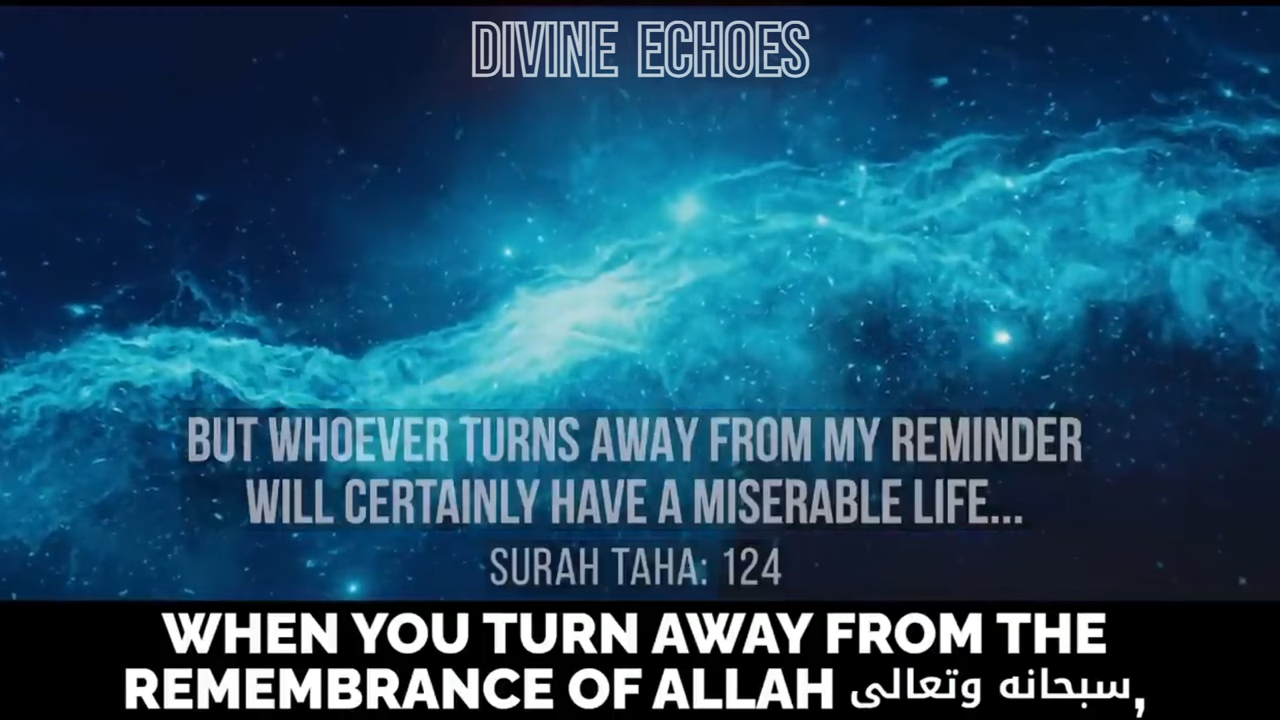 DIVINE ECHOES
BUT WHOEVER TURNS AWAY FROM MY REMINDER
WILL CERTAINLY HAVE A MISERABLE LIFE...
SURAH TAHA: 124
WHEN YOU TURN AWAY FROM THE
REMEMBRANCE OF ALLAH سبحانه وتعالى,